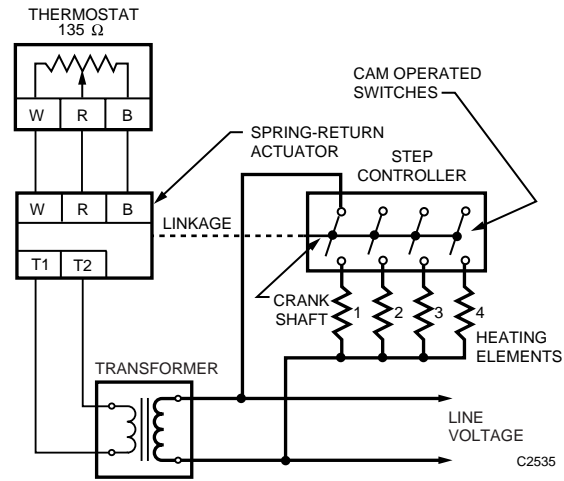 THERMOSTAT
135 Ω
W R B
CAM OPERATED
SWITCHES
SPRING-RETURN
ACTUATOR
STEP
CONTROLLER
W R B
LINKAGE
T1 T2
CRANK
SHAFT
1 2 3 4
HEATING
ELEMENTS
TRANSFORMER
LINE
VOLTAGE
C2535